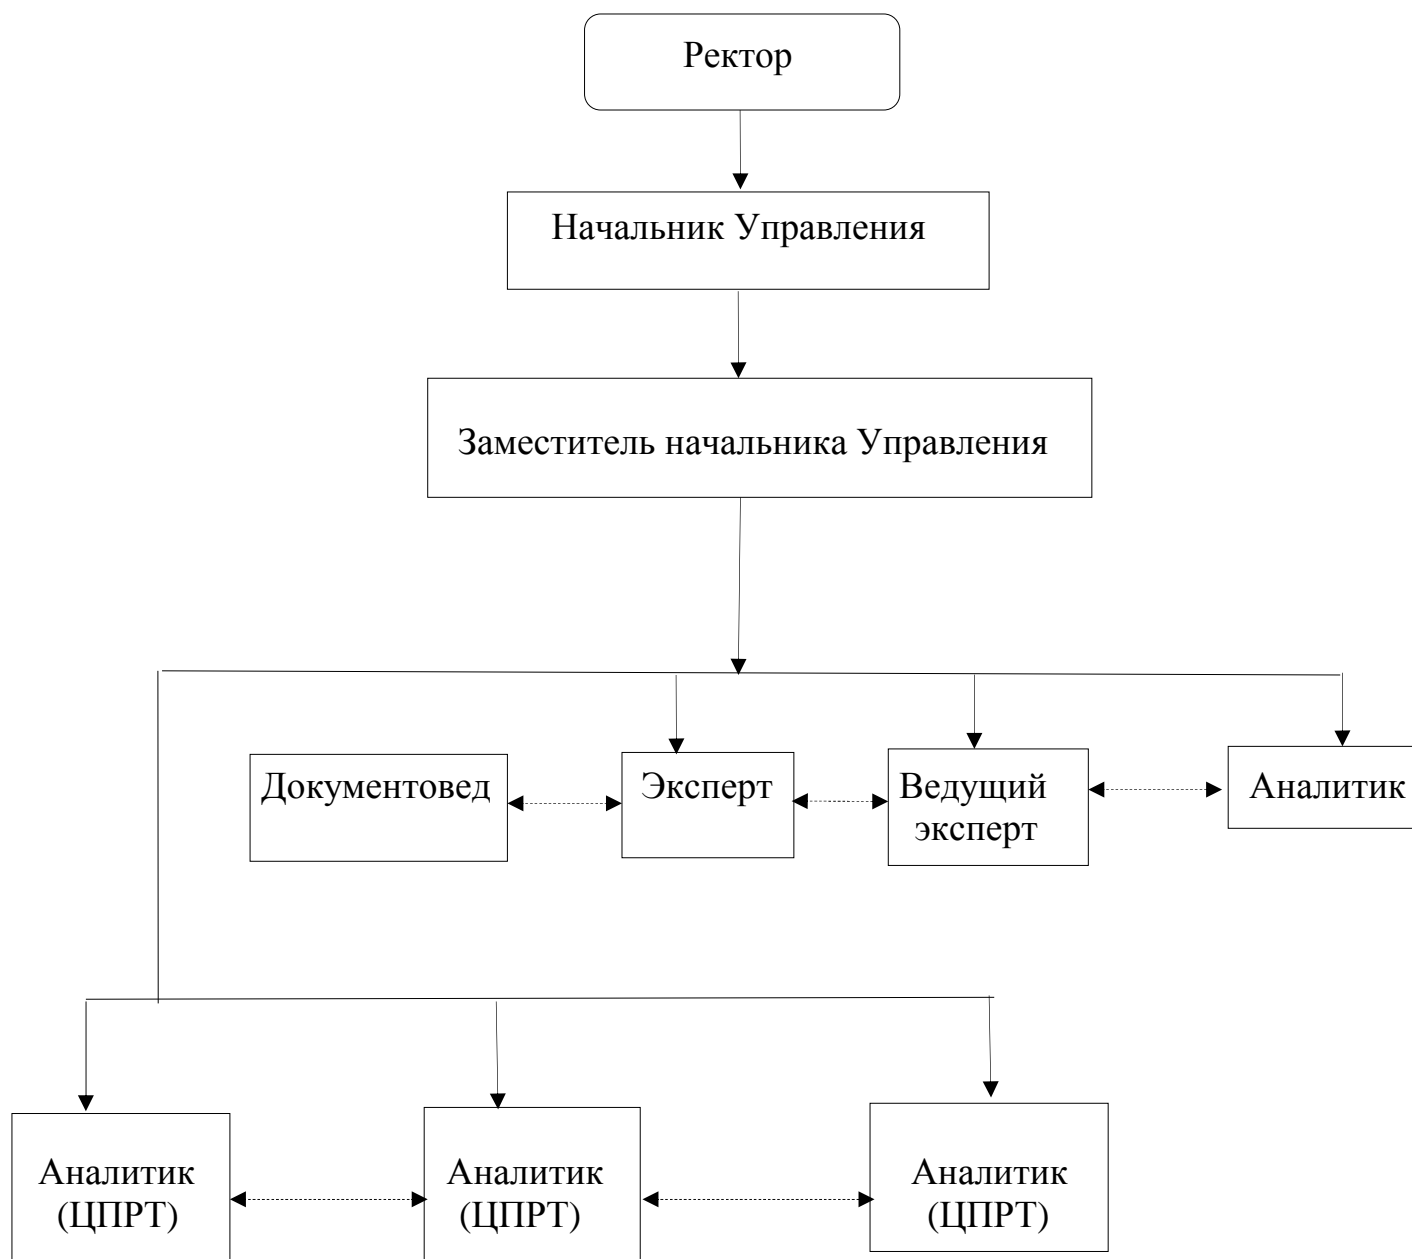 Ректор
Начальник Управления
Заместитель начальника Управления
Документовед
Эксперт
Ведущий
эксперт
Аналитик
Аналитик
(ЦПРТ)
Аналитик
(ЦПРТ)
Аналитик
(ЦПРТ)